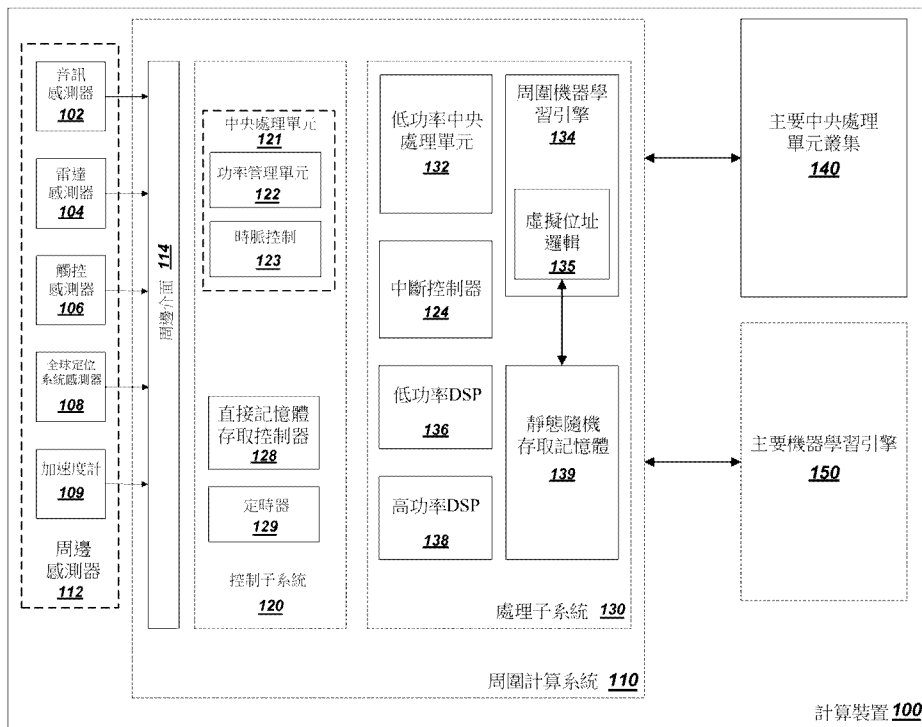 音訊
感測器
102
雷達
感測器
104
觸控
感測器
106
全球定位
系統感測器
108
加速度計
109
周邊
感測器
112
周邊介面 114
中央處理單元
121
功率管理單元
122
時脈控制
123
直接記憶體
存取控制器
128
定時器
129
控制子系統
120
低功率中央
處理單元
132
中斷控制器
124
低功率DSP
136
高功率DSP
138
周圍機器學
習引擎
134
虛擬位址
邏輯
135
靜態隨機
存取記憶體
139
處理子系統 130
周圍計算系統 110
主要中央處理
單元叢集
140
主要機器學習引擎
150
計算裝置 100